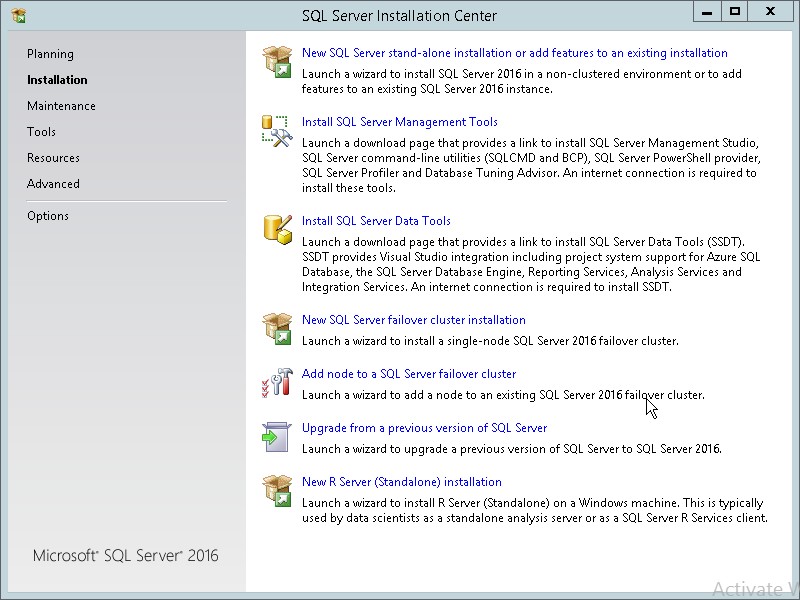 SQL Server Installation Center
Planning
Installation
Maintenance
Tools
Resources
Advanced
Options
New SQL Server stand-alone installation or add features to an existing installation
Launch a wizard to install SQL Server 2016 in a non-clustered environment or to add
features to an existing SQL Server 2016 instance.
Install SQL Server Management Tools
Launch a download page that provides a link to install SQL Server Management Studio,
SQL Server command-line utilities (SQLCMD and BCP), SQL Server PowerShell provider,
SQL Server Profiler and Database Tuning Advisor. An internet connection is required to
install these tools.
Install SQL Server Data Tools
Launch a download page that provides a link to install SQL Server Data Tools (SSDT).
SSDT provides Visual Studio integration including project system support for Azure SQL
Database, the SQL Server Database Engine, Reporting Services, Analysis Services and
Integration Services. An internet connection is required to install SSDT.
New SQL Server failover cluster installation
Launch a wizard to install a single-node SQL Server 2016 failover cluster.
Add node to a SQL Server failover cluster
Launch a wizard to add a node to an existing SQL Server 2016 failover cluster.
Upgrade from a previous version of SQL Server
Launch a wizard to upgrade a previous version of SQL Server to SQL Server 2016.
New R Server (Standalone) installation
Launch a wizard to install R Server (Standalone) on a Windows machine. This is typically
used by data scientists as a standalone analysis server or as a SQL Server R Services client.
Microsoft® SQL Server® 2016
Activate W